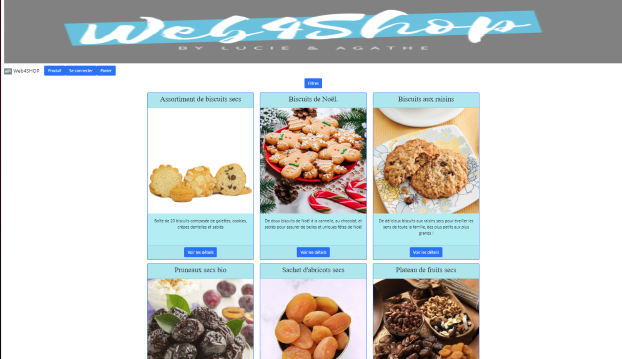 Web4Shop
BY LUCIE & AGATHE
Web4SHOP
Produit Se connecter Panier
Filtres
Assortiment de biscuits secs
Biscuits de Noël
Biscuits aux raisins
Boîte de 20 biscuits composée de galettes, cookies,
crêpes dentelles et sablés
De doux biscuits de Noël à la cannelle, au chocolat, et
sablés pour assurer de belles et uniques fêtes de Noël
De délicieux biscuits aux raisins secs pour éveiller les
sens de toute la famille, des plus petits aux plus
grands !
Voir les détails
Voir les détails
Voir les détails
Pruneaux secs bio
Sachet d'abricots secs
Plateau de fruits secs